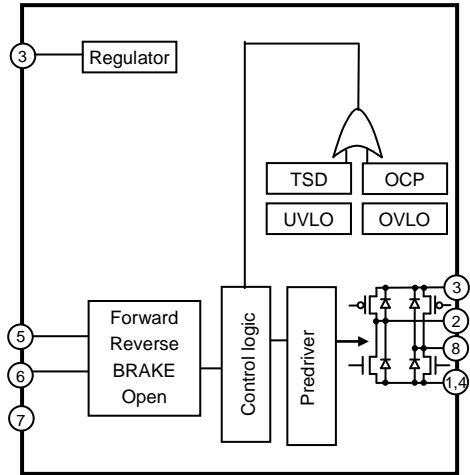 3
Regulator
TSD
OCP
UVLO
OVLO
3
2
8
1,4
5
6
7
Forward
Reverse
BRAKE
Open
Control logic
Predriver